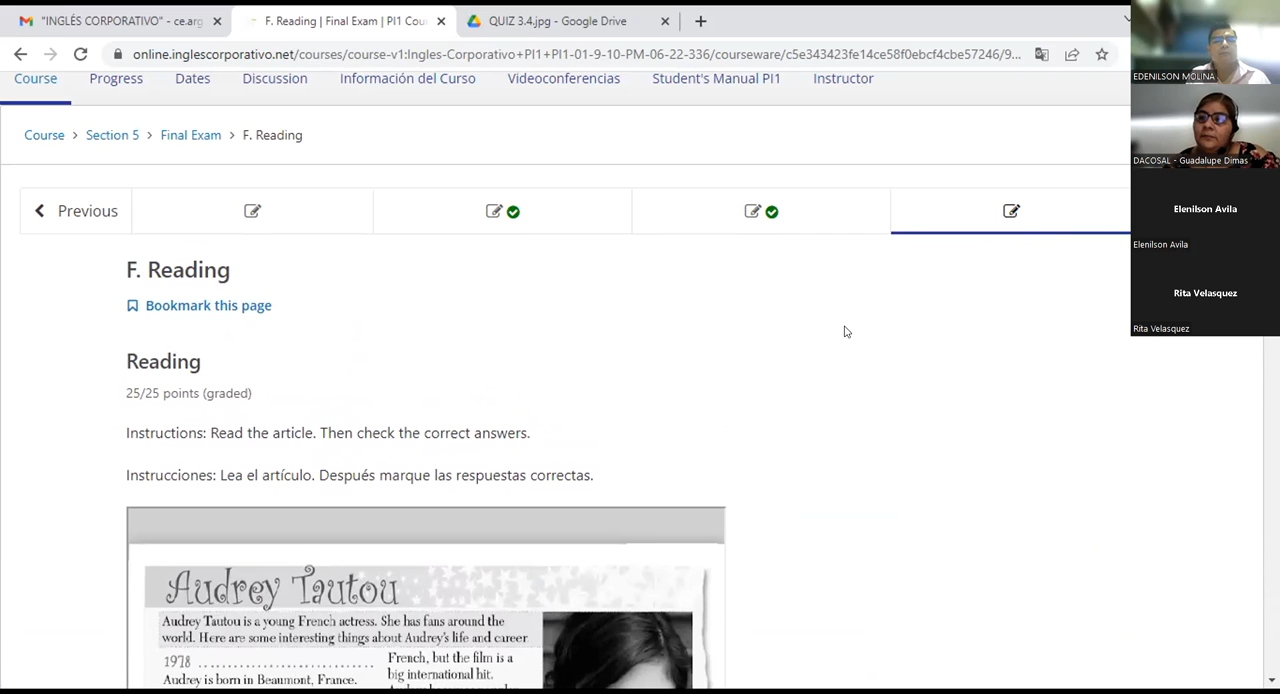 "INGLÉS CORPORATIVO" - ce.arg
F. Reading | Final Exam | PI1 Cou
QUIZ 3.4.jpg - Google Drive
online.inglescorporativo.net/courses/course-v1:Ingles-Corporativo+PI1+PI1-01-9-10-PM-06-22-336/courseware/c5e343423fe14ce58f0ebcf4cbe57246/9...
Course Progress Dates Discussion Información del Curso Videoconferencias Student's Manual PI1 Instructor
Course > Section 5 > Final Exam > F. Reading
Previous
F. Reading
Bookmark this page
Reading
25/25 points (graded)
Instructions: Read the article. Then check the correct answers.
Instrucciones: Lea el artículo. Después marque las respuestas correctas.
Audrey Tautou
Audrey Tautou is a young French actress. She has fans around the
world. Here are some interesting things about Audrey's life and career
1978 ..............................
Audrey is born in Beaumont, France.
French, but the film is a
big international hit.
EDENILSON MOLINA
DACOSAL - Guadalupe Dimas
Elenilson Avila
Elenilson Avila
Rita Velasquez
Rita Velasquez